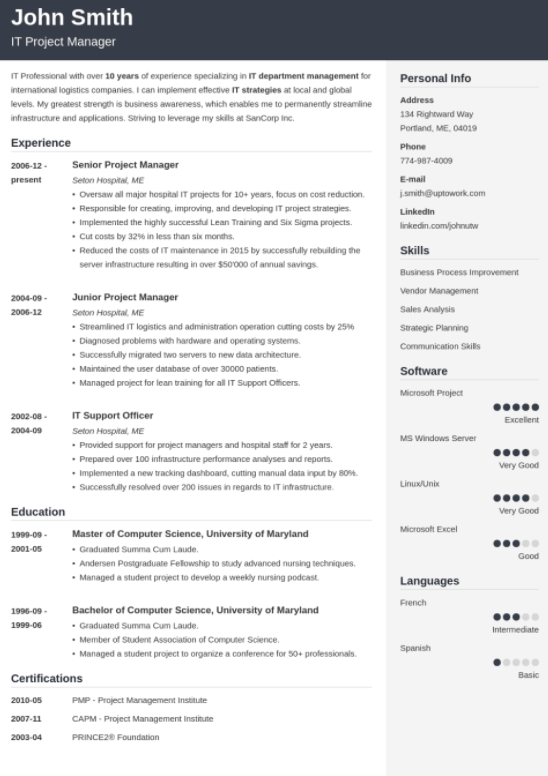 John Smith
IT Project Manager
IT Professional with over 10 years of experience specializing in IT department management for
international logistics companies. I can implement effective IT strategies at local and global
levels. My greatest strength is business awareness, which enables me to permanently streamline
infrastructure and applications. Striving to leverage my skills at SanCorp Inc.
Experience
2006-12 -
present
Senior Project Manager
Seton Hospital, ME
• Oversaw all major hospital IT projects for 10+ years, focus on cost reduction.
• Responsible for creating, improving, and developing IT project strategies.
• Implemented the highly successful Lean Training and Six Sigma projects.
• Cut costs by 32% in less than six months.
• Reduced the costs of IT maintenance in 2015 by successfully rebuilding the
server infrastructure resulting in over $50'000 of annual savings.
2004-09 -
2006-12
Junior Project Manager
Seton Hospital, ME
• Streamlined IT logistics and administration operation cutting costs by 25%
• Diagnosed problems with hardware and operating systems.
• Successfully migrated two servers to new data architecture.
• Maintained the user database of over 30000 patients.
• Managed project for lean training for all IT Support Officers.
2002-08 -
2004-09
IT Support Officer
Seton Hospital, ME
• Provided support for project managers and hospital staff for 2 years.
• Prepared over 100 infrastructure performance analyses and reports.
• Implemented a new tracking dashboard, cutting manual data input by 80%.
• Successfully resolved over 200 issues in regards to IT infrastructure.
Education
1999-09 -
2001-05
Master of Computer Science, University of Maryland
• Graduated Summa Cum Laude.
• Andersen Postgraduate Fellowship to study advanced nursing techniques.
• Managed a student project to develop a weekly nursing podcast.
1996-09 -
1999-06
Bachelor of Computer Science, University of Maryland
• Graduated Summa Cum Laude.
• Member of Student Association of Computer Science.
• Managed a student project to organize a conference for 50+ professionals.
Certifications
2010-05 PMP - Project Management Institute
2007-11 CAPM - Project Management Institute
2003-04 PRINCE2® Foundation
Personal Info
Address
134 Rightward Way
Portland, ME, 04019
Phone
774-987-4009
E-mail
j.smith@uptowork.com
LinkedIn
linkedin.com/johnutw
Skills
Business Process Improvement
Vendor Management
Sales Analysis
Strategic Planning
Communication Skills
Software
Microsoft Project
Excellent
MS Windows Server
Very Good
Linux/Unix
Very Good
Microsoft Excel
Good
Languages
French
Intermediate
Spanish
Basic